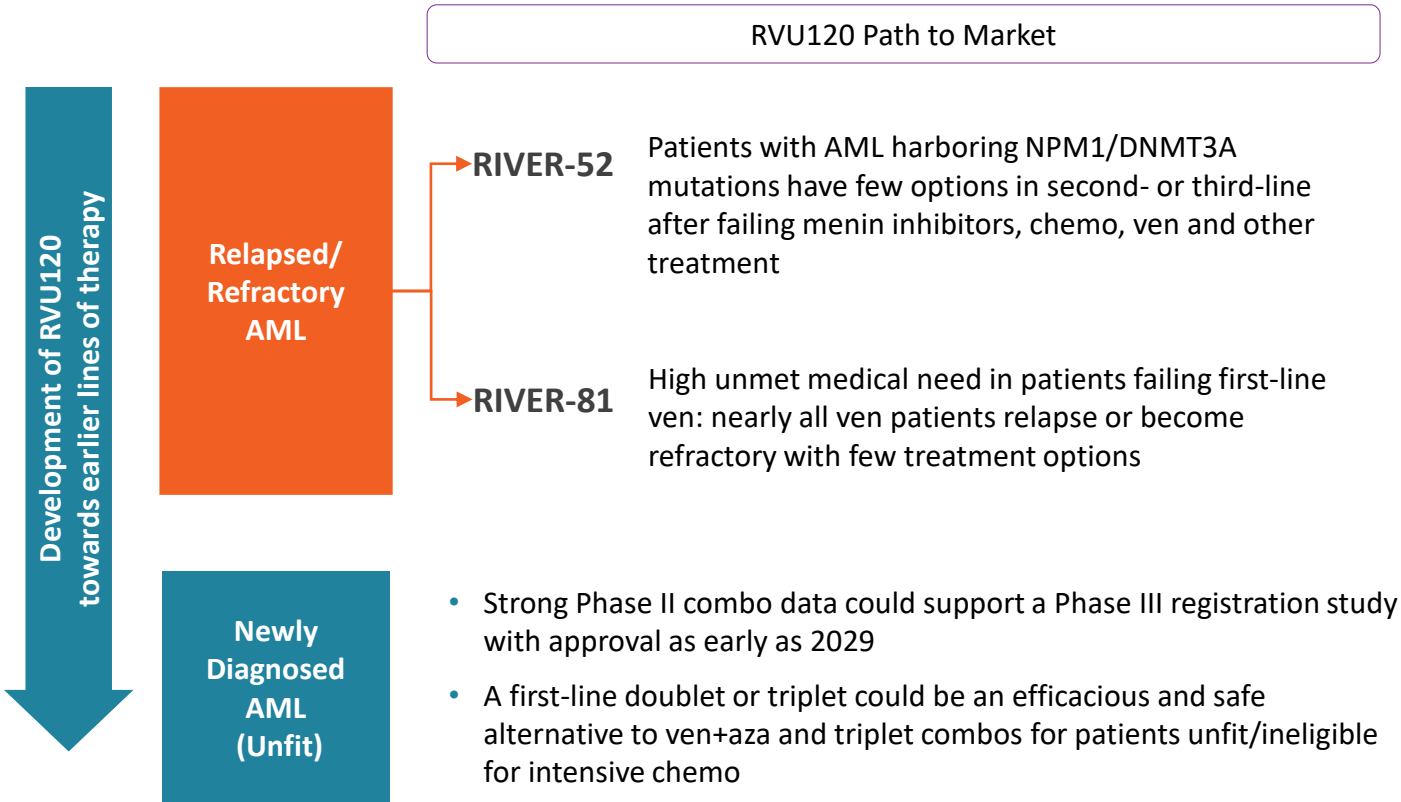 RVU120 Path to Market
Development of RVU120
towards earlier lines of therapy
Relapsed/
Refractory
AML
RIVER-52
Patients with AML harboring NPM1/DNMT3A
mutations have few options in second- or third-line
after failing menin inhibitors, chemo, ven and other
treatment
RIVER-81
High unmet medical need in patients failing first-line
ven: nearly all ven patients relapse or become
refractory with few treatment options
Newly
Diagnosed
AML
(Unfit)
• Strong Phase II combo data could support a Phase III registration study
with approval as early as 2029
• A first-line doublet or triplet could be an efficacious and safe
alternative to ven+aza and triplet combos for patients unfit/ineligible
for intensive chemo